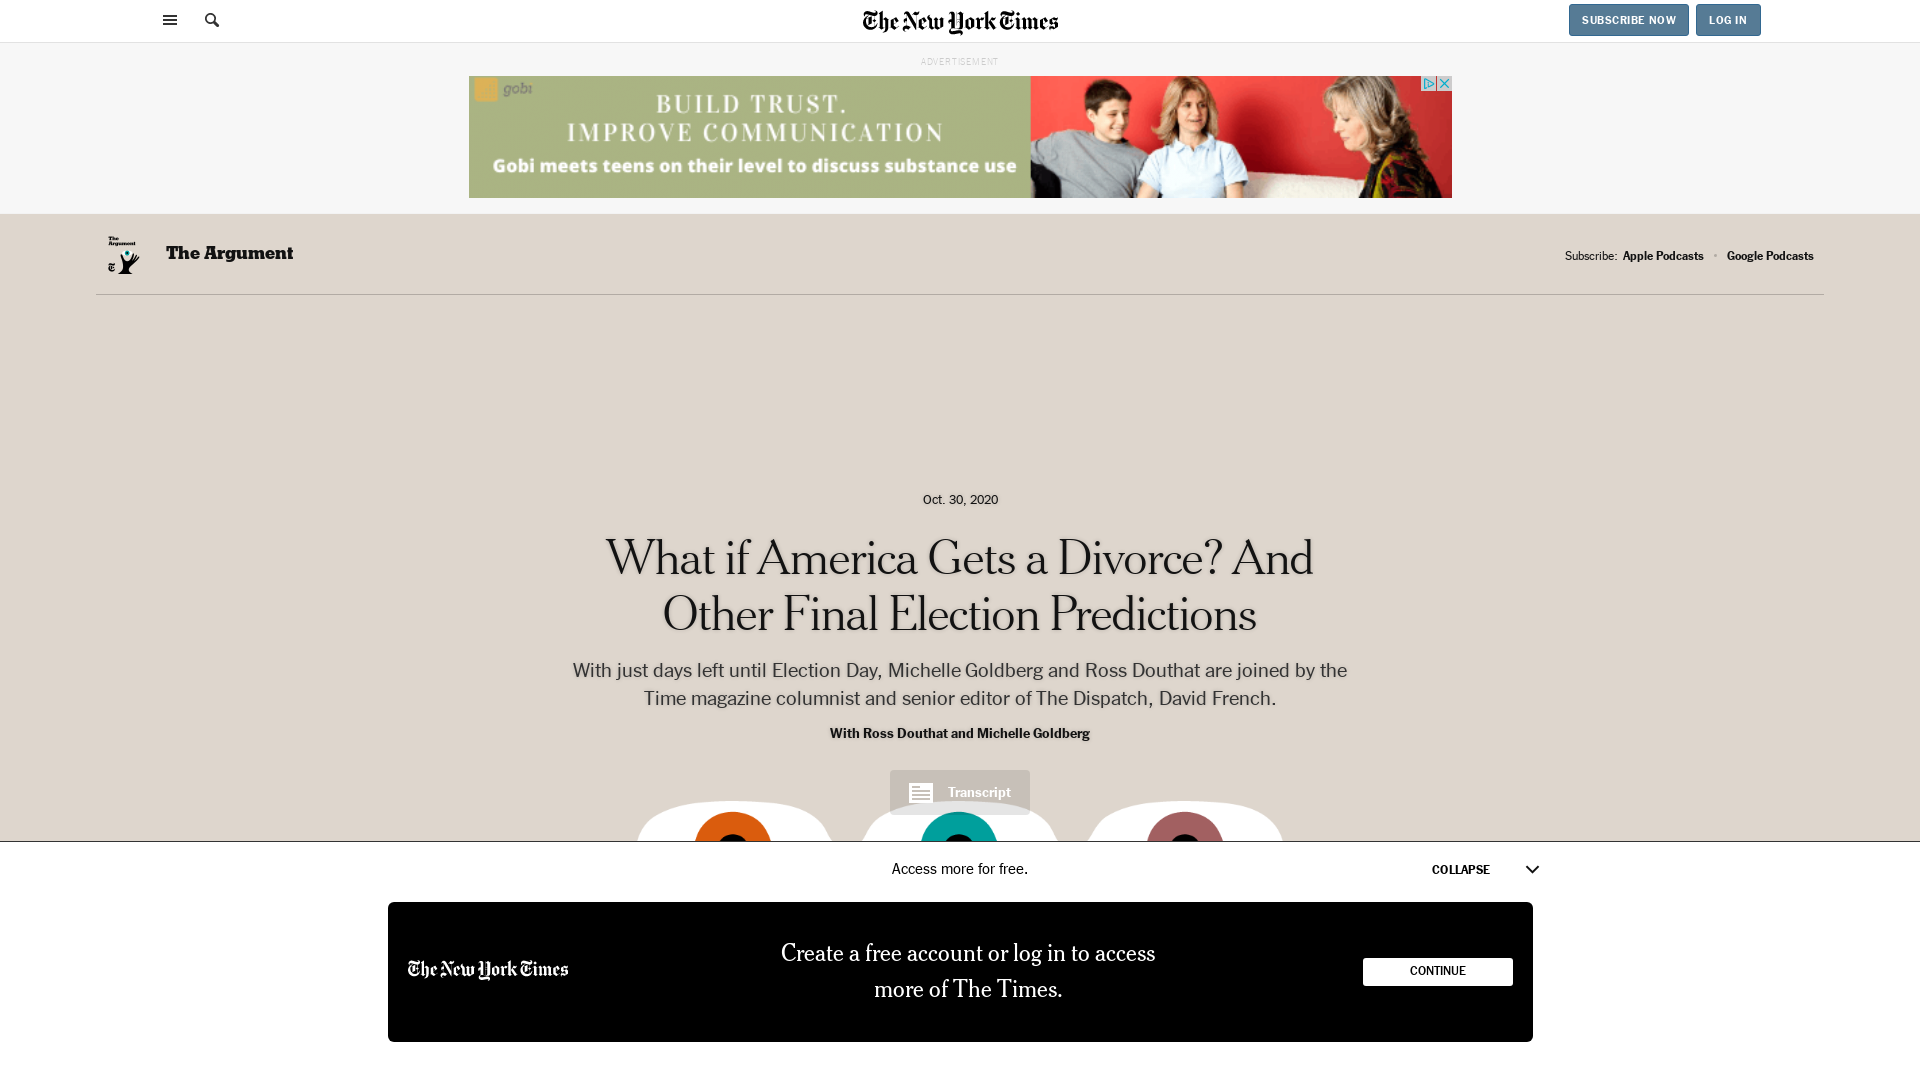 The New York Times
SUBSCRIBE NOW
LOG IN
ADVERTISEMENT
gobi
BUILD TRUST.
IMPROVE COMMUNICATION
Gobi meets teens on their level to discuss substance use
The
Argument
T
The Argument
Subscribe: Apple Podcasts • Google Podcasts
Oct. 30, 2020
What if America Gets a Divorce? And
Other Final Election Predictions
With just days left until Election Day, Michelle Goldberg and Ross Douthat are joined by the
Time magazine columnist and senior editor of The Dispatch, David French.
With Ross Douthat and Michelle Goldberg
Transcript
Access more for free.
COLLAPSE
The New York Times
Create a free account or log in to access
more of The Times.
CONTINUE